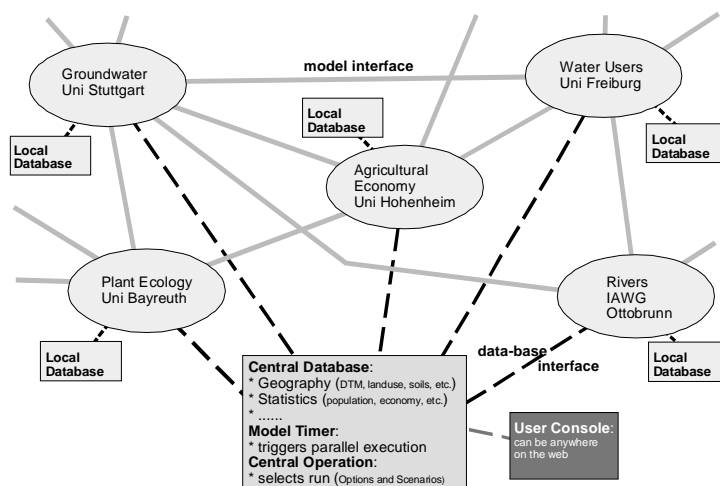 model interface
Groundwater
Uni Stuttgart
Water Users
Uni Freiburg
Local
Database
Local
Database
Local
Database
Agricultural
Economy
Uni Hohenheim
Plant Ecology
Uni Bayreuth
Rivers
IAWG
Ottobrunn
Local
Database
Local
Database
data-base
interface
Central Database:
* Geography (DTM, landuse, soils, etc.)
* Statistics (population, economy, etc.)
* ......
Model Timer:
* triggers parallel execution
Central Operation:
* selects run (Options and Scenarios)
User Console:
can be anywhere
on the web